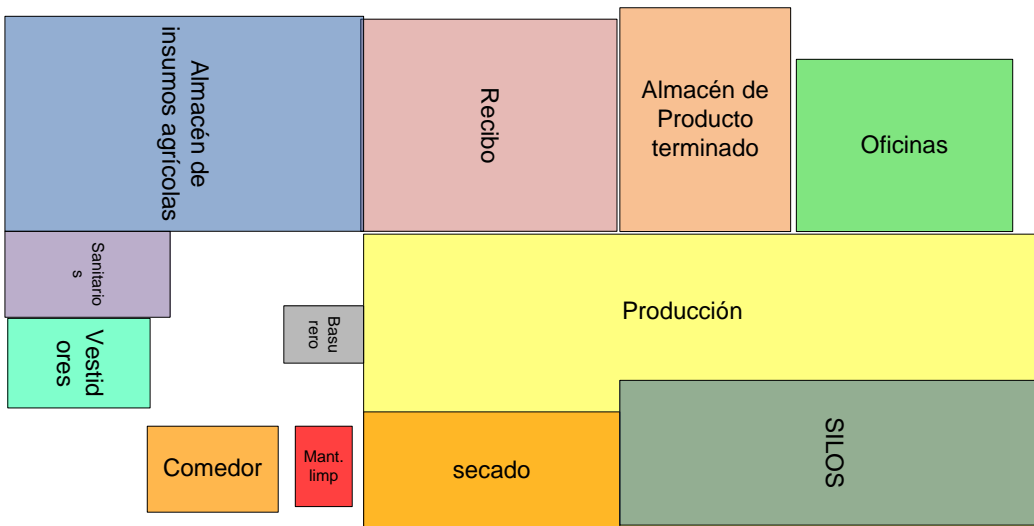 Almacén de
insumos agrícolas
Recibo
Almacén de
Producto
terminado
Oficinas
Sanitario
s
Vestid
ores
Basu
rero
Producción
Comedor
Mant.
limp
secado
SILOS